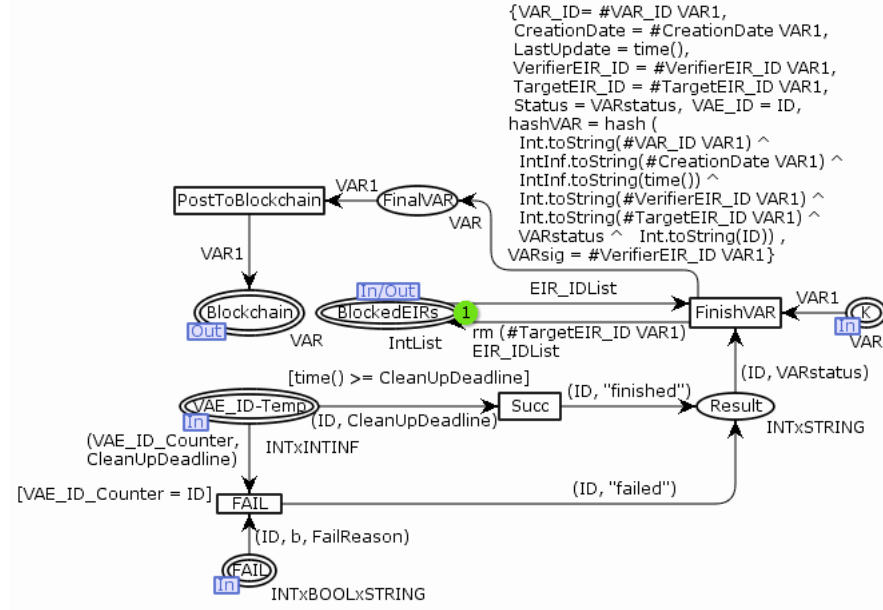 {VAR_ID= #VAR_ID VAR1,
CreationDate = #CreationDate VAR1,
LastUpdate = time(),
VerifierEIR_ID = #VerifierEIR_ID VAR1,
TargetEIR_ID = #TargetEIR_ID VAR1,
Status = VARstatus, VAE_ID = ID,
hashVAR = hash (
Int.toString(#VAR_ID VAR1) ^
IntInf.toString(#CreationDate VAR1) ^
IntInf.toString(time()) ^
Int.toString(#VerifierEIR_ID VAR1) ^
Int.toString(#TargetEIR_ID VAR1) ^
VARstatus ^ Int.toString(ID)) ,
VARsig = #VerifierEIR_ID VAR1}
PostToBlockchain
VAR1
FinalVAR
VAR
VAR1
Blockchain
Out
VAR
In/Out
BlockedEIRs
1
IntList
EIR_IDList
rm (#TargetEIR_ID VAR1)
EIR_IDList
FinishVAR
VAR1
K
In
VAR
(ID, VARstatus)
[time() >= CleanUpDeadline]
VAE_ID-Temp
In
(ID, CleanUpDeadline)
Succ
(ID, "finished")
Result
INTxSTRING
(VAE_ID_Counter,
CleanUpDeadline)
INTxINTINF
[VAE_ID_Counter = ID]
FAIL
(ID, "failed")
(ID, b, FailReason)
FAIL
In
INTxBOOLxSTRING